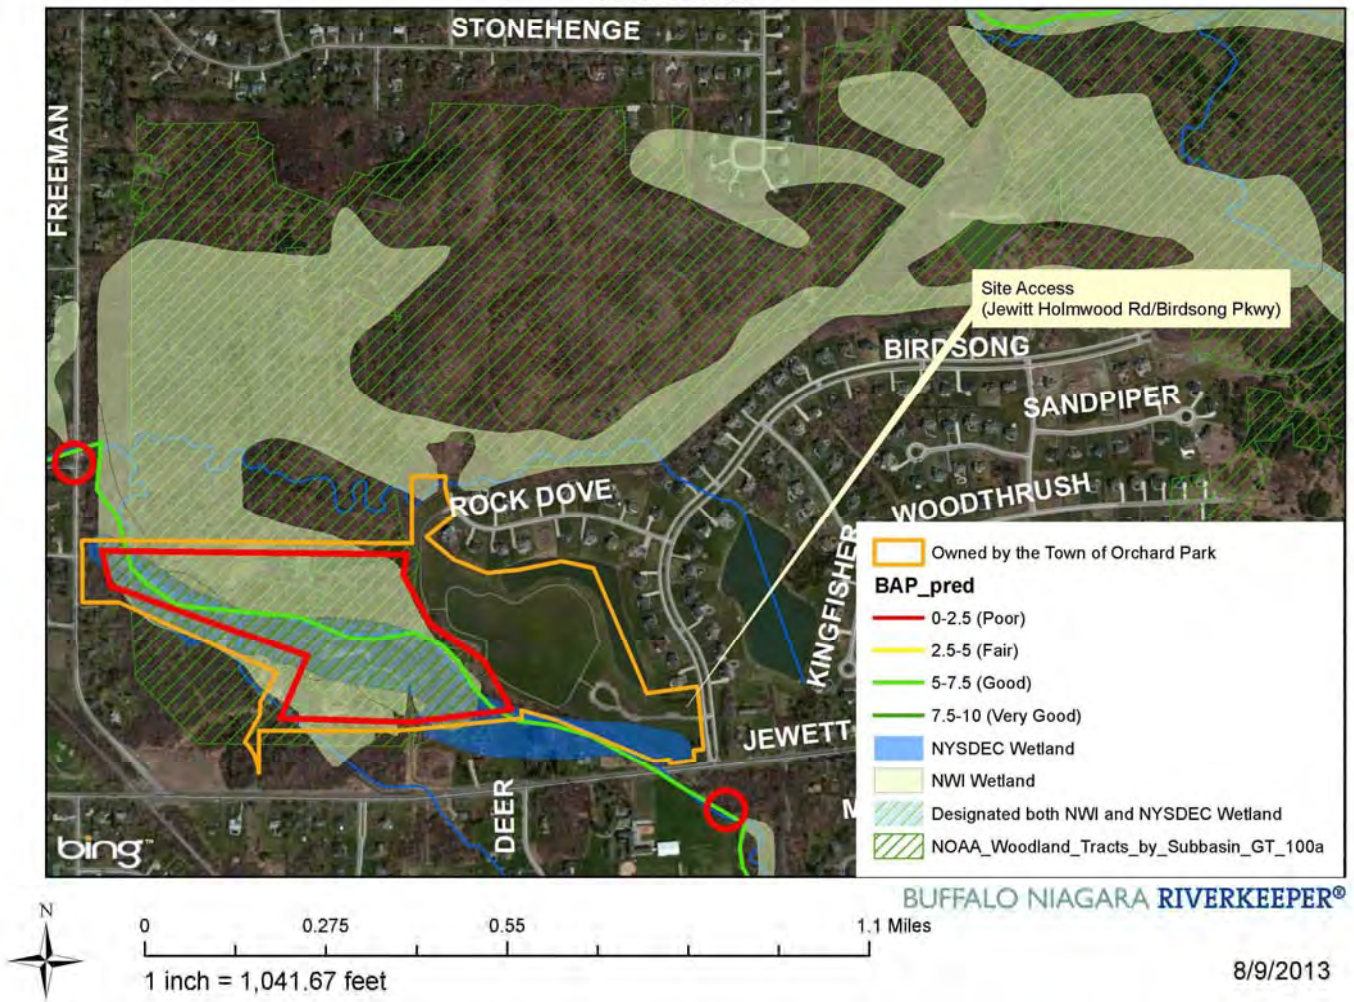 STONEHENGE
FREEMAN
Site Access
(Jewitt Holmwood Rd/Birdsong Pkwy)
BIRDSONG
SANDPIPER
ROCK DOVE
WOODTHRUSH
KINGFISHER
JEWETT
DEER
M
bing™
Owned by the Town of Orchard Park
BAP_pred
0-2.5 (Poor)
2.5-5 (Fair)
5-7.5 (Good)
7.5-10 (Very Good)
NYSDEC Wetland
NWI Wetland
Designated both NWI and NYSDEC Wetland
NOAA_Woodland_Tracts_by_Subbasin_GT_100a
BUFFALO NIAGARA RIVERKEEPER®
N
0 0.275 0.55 1.1 Miles
1 inch = 1,041.67 feet
8/9/2013